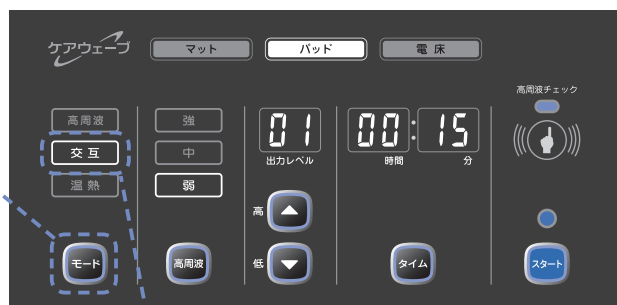 ケアウェーブ
マット
パッド
電床
高周波チェック
高周波
交互
温熱
強
中
弱
01
出力レベル
00:15
時間
分
高
低
モード
高周波
タイム
スタート